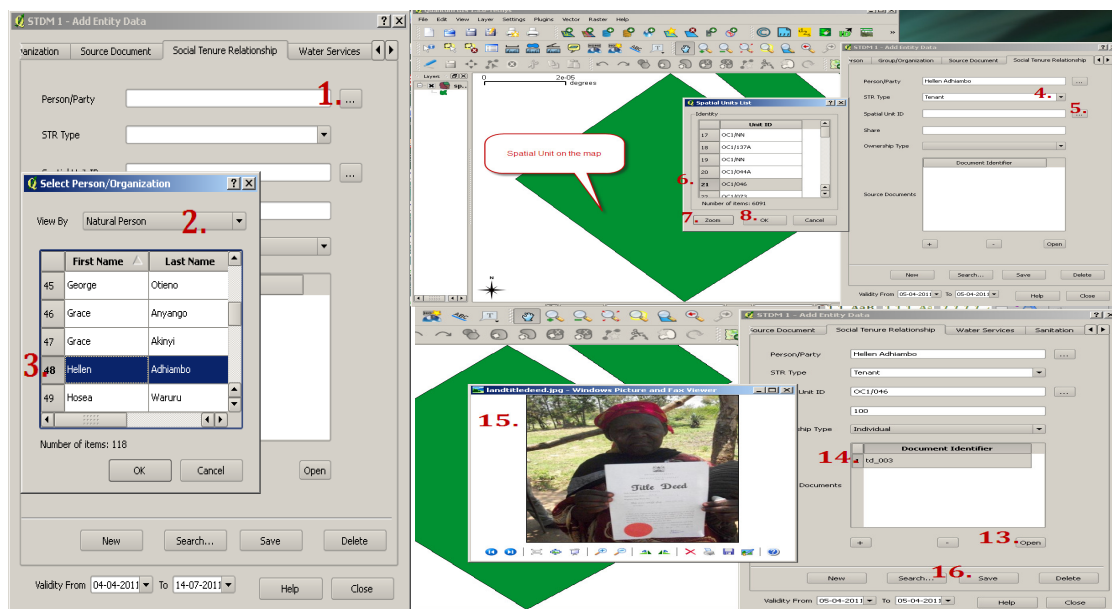 STDM 1 - Add Entity Data
anization Source Document Social Tenure Relationship Water Services
Person/Party 1. ...
STR Type
...
Select Person/Organization
View By Natural Person 2.
First Name Last Name
45 George Otieno
46 Grace Anyango
47 Grace Akinyi
3. 48 Hellen Adhiambo
49 Hosea Waruru
Number of items: 118
OK Cancel Open
New Search... Save Delete
Validity From 04-04-2011 To 14-07-2011 Help Close
File Edit View Layer Settings Plugins Vector Raster Help
Layers
sp..
0 2e-05
degrees
Spatial Unit on the map
N
Spatial Units List
Identity
Unit ID
17 OC1/NN
18 OC1/137A
19 OC1/NN
20 OC1/044A
6. 21 OC1/046
22 OC1/073
Number of items: 6091
7. Zoom 8. OK Cancel
STDM 1 - Add Entity Data
erson Group/Organization Source Document Social Tenure Relationship
Person/Party Hellen Adhiambo ...
STR Type Tenant 4.
Spatial Unit ID 5. ...
Share
Ownership Type
Document Identifier
Source Documents
+ - Open
New Search... Save Delete
Validity From 05-04-2011 To 05-04-2011 Help Close
landtitledeed.jpg - Windows Picture and Fax Viewer
15.
Title Deed
STDM 1 - Add Entity Data
ource Document Social Tenure Relationship Water Services Sanitation
Person/Party Hellen Adhiambo ...
STR Type Tenant
Unit ID OC1/046 ...
100
ship Type Individual
Document Identifier
14. td_003
Documents
+ - 13. Open
New Search... 16. Save Delete
Validity From 05-04-2011 To 05-04-2011 Help Close